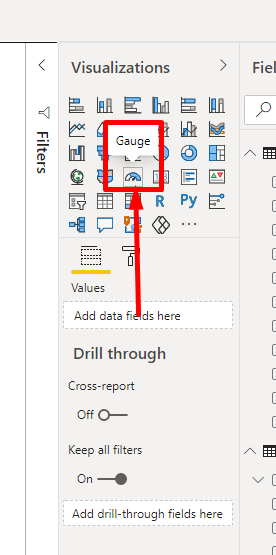 Visualizations
Fiel
Filters
Gauge
123
R
Py
Values
Add data fields here
Drill through
Cross-report
Off
Keep all filters
On
Add drill-through fields here